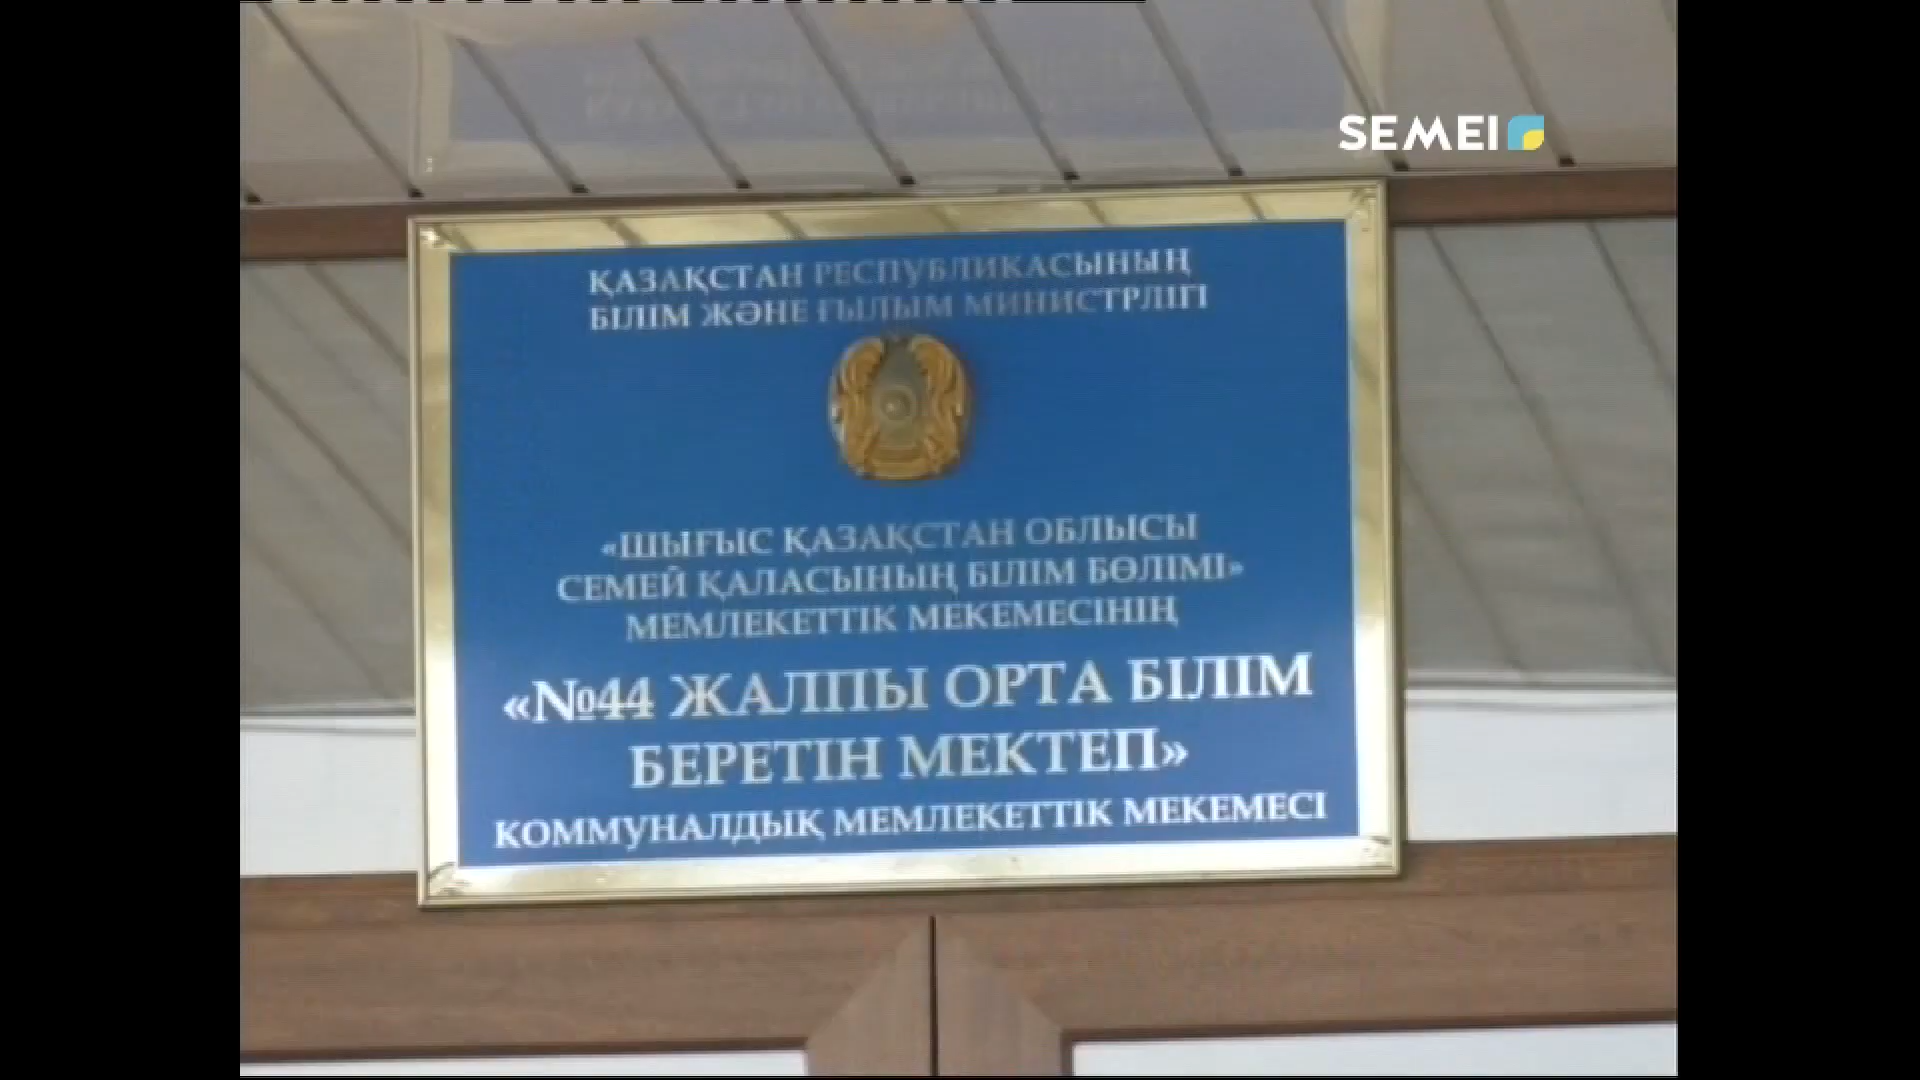 SEMEI
ҚАЗАҚСТАН РЕСПУБЛИКАСЫНЫҢ
БІЛІМ ЖӘНЕ ҒЫЛЫМ МИНИСТРЛІГІ
«ШЫҒЫС ҚАЗАҚСТАН ОБЛЫСЫ
СЕМЕЙ ҚАЛАСЫНЫҢ БІЛІМ БӨЛІМІ»
МЕМЛЕКЕТТІК МЕКЕМЕСІНІҢ
«№44 ЖАЛПЫ ОРТА БІЛІМ
БЕРЕТІН МЕКТЕП»
КОММУНАЛДЫҚ МЕМЛЕКЕТТІК МЕКЕМЕСІ